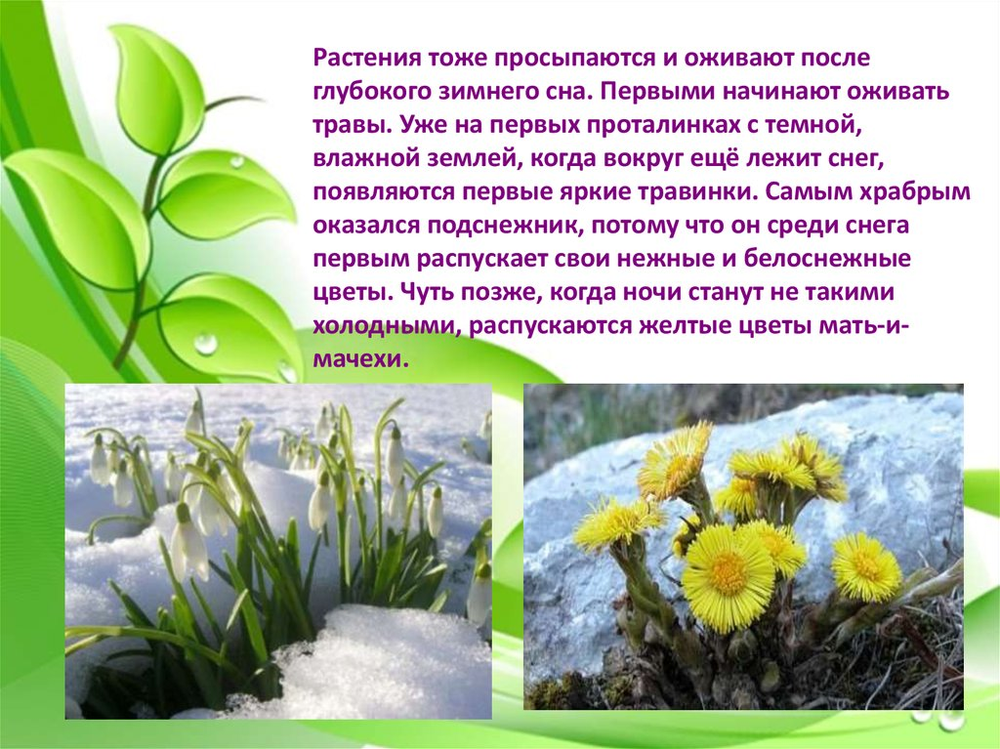 Растения тоже просыпаются и оживают после
глубокого зимнего сна. Первыми начинают оживать
травы. Уже на первых проталинках с темной,
влажной землей, когда вокруг ещё лежит снег,
появляются первые яркие травинки. Самым храбрым
оказался подснежник, потому что он среди снега
первым распускает свои нежные и белоснежные
цветы. Чуть позже, когда ночи станут не такими
холодными, распускаются желтые цветы мать-и-
мачехи.